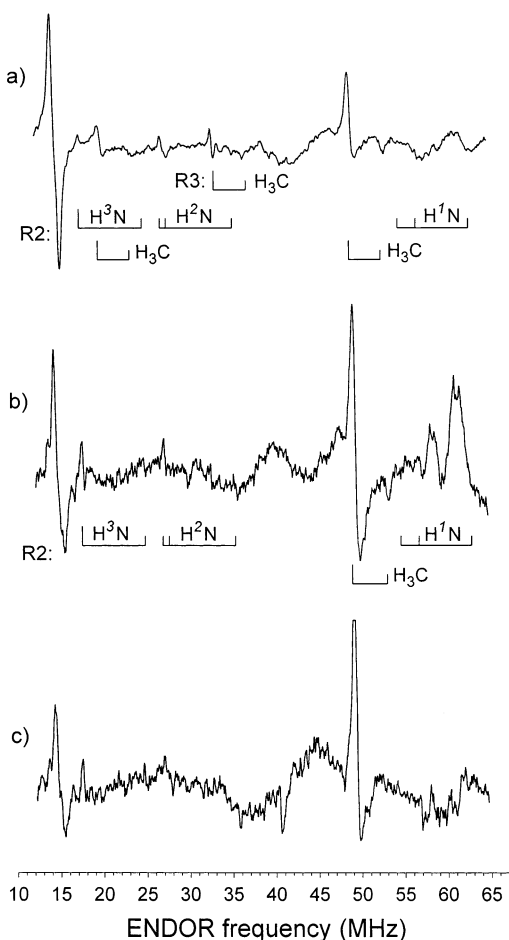 a)
R3: H₃C
R2: H³N H²N H¹N
H₃C H₃C
b)
R2: H³N H²N H¹N
H₃C
c)
10 15 20 25 30 35 40 45 50 55 60 65
ENDOR frequency (MHz)